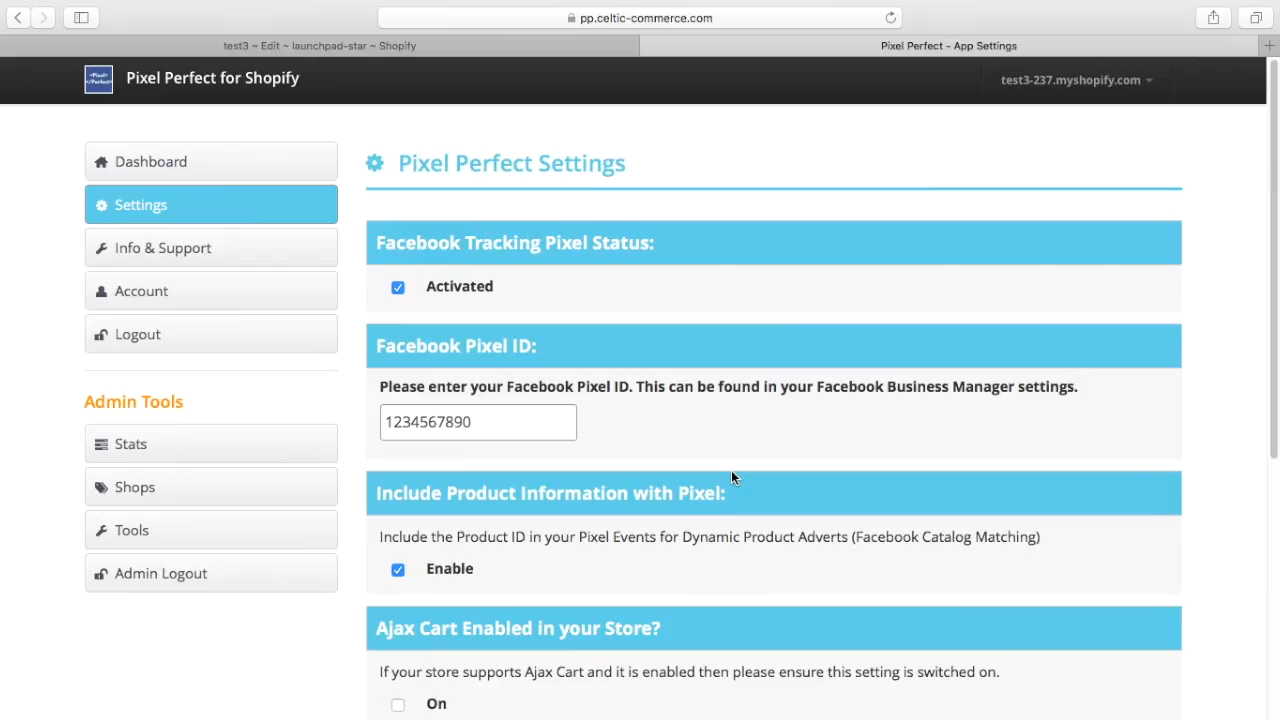 pp.celtic-commerce.com
test3 ~ Edit ~ launchpad-star ~ Shopify
Pixel Perfect - App Settings
<Pixel>
</Perfect>
Pixel Perfect for Shopify
test3-237.myshopify.com
Dashboard
Settings
Info & Support
Account
Logout
Admin Tools
Stats
Shops
Tools
Admin Logout
Pixel Perfect Settings
Facebook Tracking Pixel Status:
Activated
Facebook Pixel ID:
Please enter your Facebook Pixel ID. This can be found in your Facebook Business Manager settings.
1234567890
Include Product Information with Pixel:
Include the Product ID in your Pixel Events for Dynamic Product Adverts (Facebook Catalog Matching)
Enable
Ajax Cart Enabled in your Store?
If your store supports Ajax Cart and it is enabled then please ensure this setting is switched on.
On